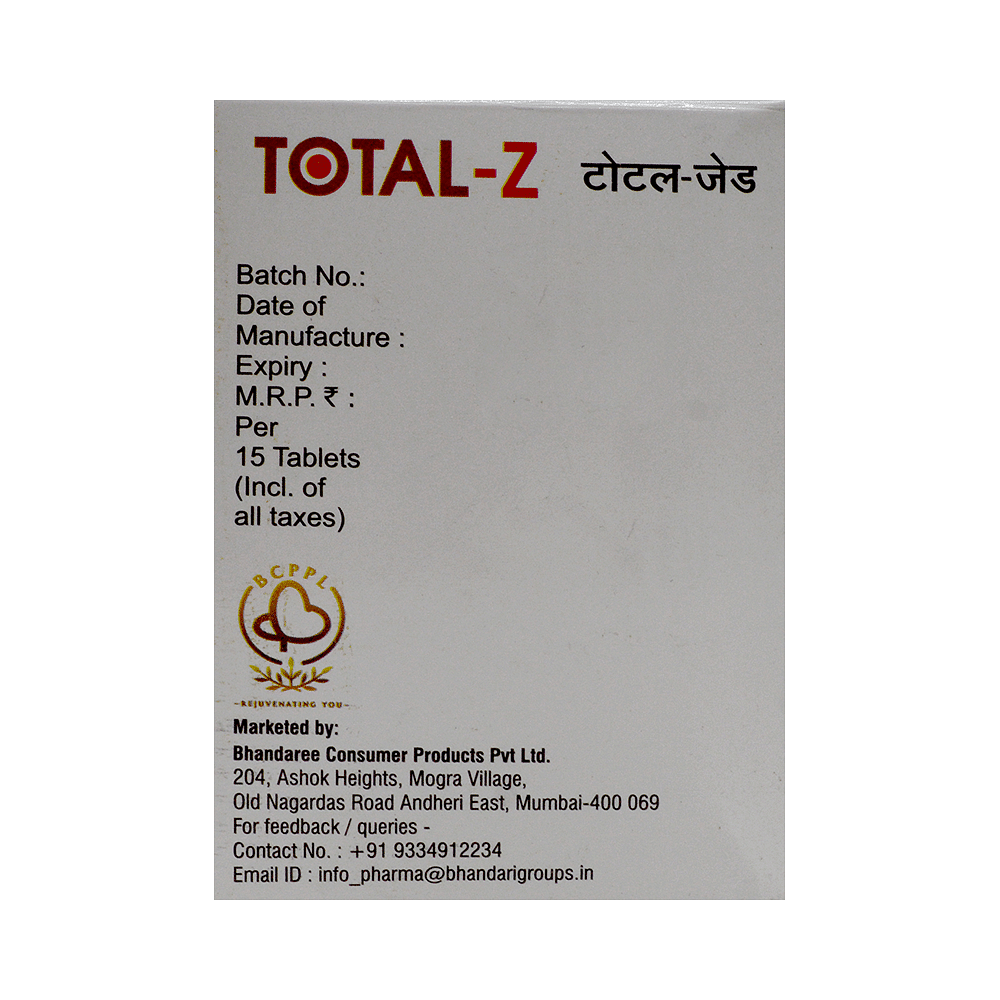 TOTAL-Z टोटल-जेड
Batch No.:
Date of
Manufacture :
Expiry :
M.R.P. ₹ :
Per
15 Tablets
(Incl. of
all taxes)
BCPPL
-REJUVENATING YOU-
Marketed by:
Bhandaree Consumer Products Pvt Ltd.
204, Ashok Heights, Mogra Village,
Old Nagardas Road Andheri East, Mumbai-400 069
For feedback / queries -
Contact No. : +91 9334912234
Email ID : info_pharma@bhandarigroups.in